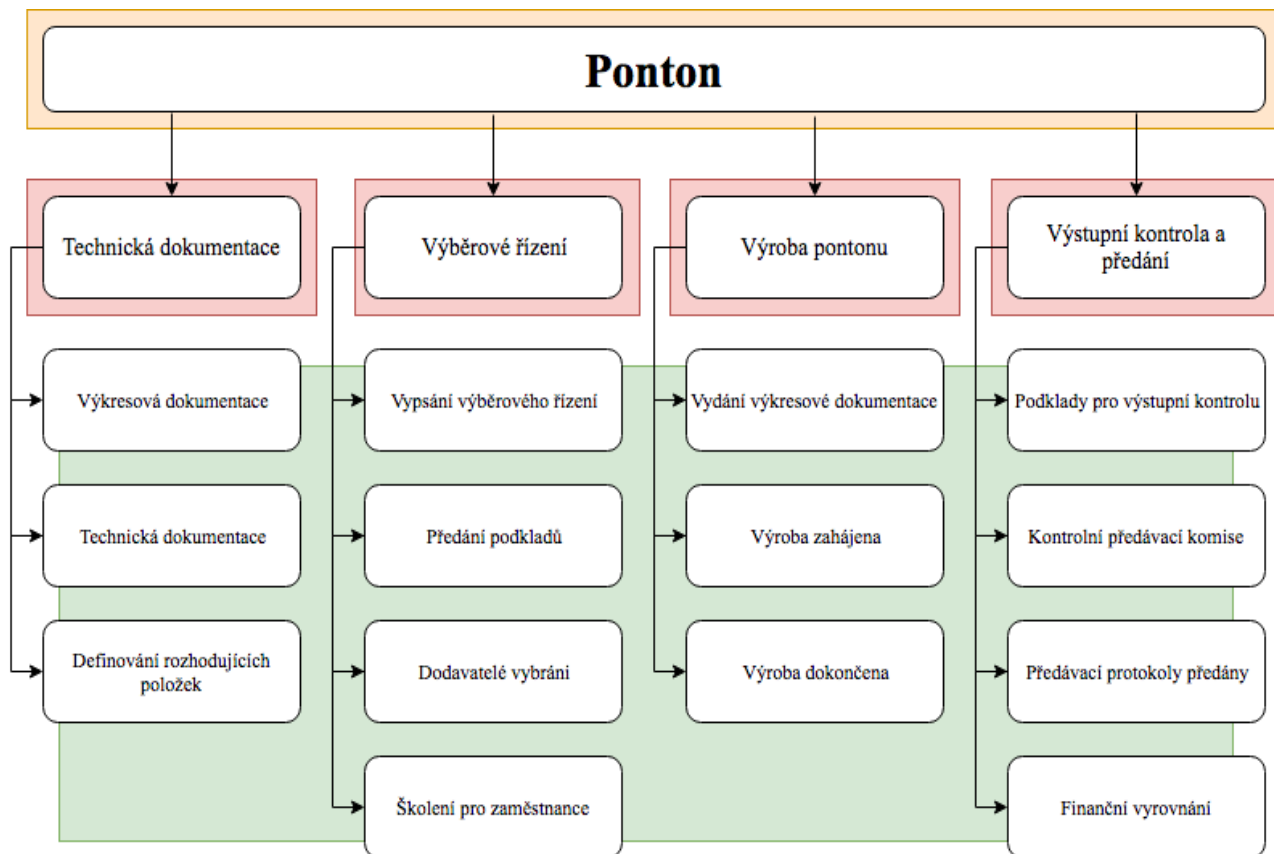 Ponton
Technická dokumentace
Výběrové řízení
Výroba pontonu
Výstupní kontrola a
předání
Výkresová dokumentace
Vypsání výběrového řízení
Vydání výkresové dokumentace
Podklady pro výstupní kontrolu
Technická dokumentace
Předání podkladů
Výroba zahájena
Kontrolní předávací komise
Definování rozhodujících
položek
Dodavatelé vybráni
Výroba dokončena
Předávací protokoly předány
Školení pro zaměstnance
Finanční vyrovnání